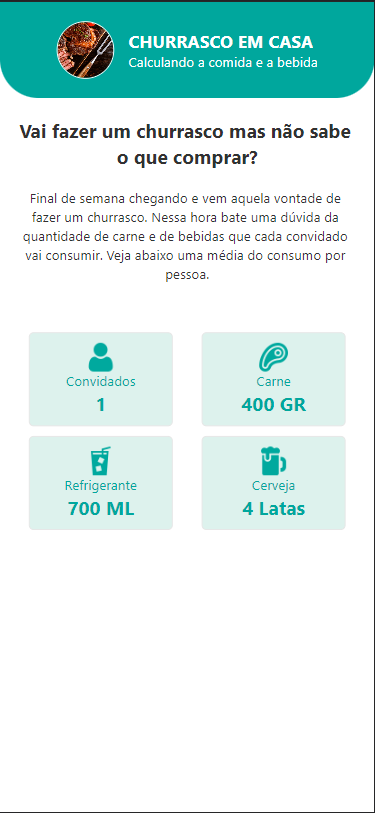 CHURRASCO EM CASA
Calculando a comida e a bebida
Vai fazer um churrasco mas não sabe
o que comprar?
Final de semana chegando e vem aquela vontade de
fazer um churrasco. Nessa hora bate uma dúvida da
quantidade de carne e de bebidas que cada convidado
vai consumir. Veja abaixo uma média do consumo por
pessoa.
Convidados
1
Carne
400 GR
Refrigerante
700 ML
Cerveja
4 Latas